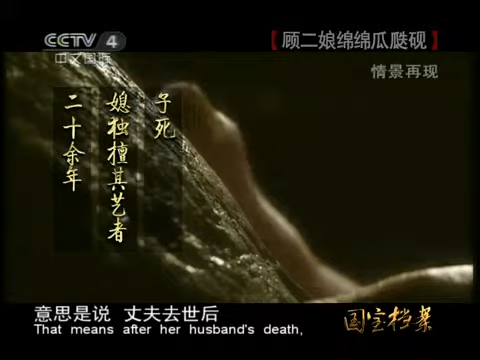 CCTV 4
中文国际
【顾二娘绵绵瓜瓞砚】
情景再现
子死
媳独擅其艺者
二十余年
意思是说 丈夫去世后
That means after her husband's death,
国宝档案